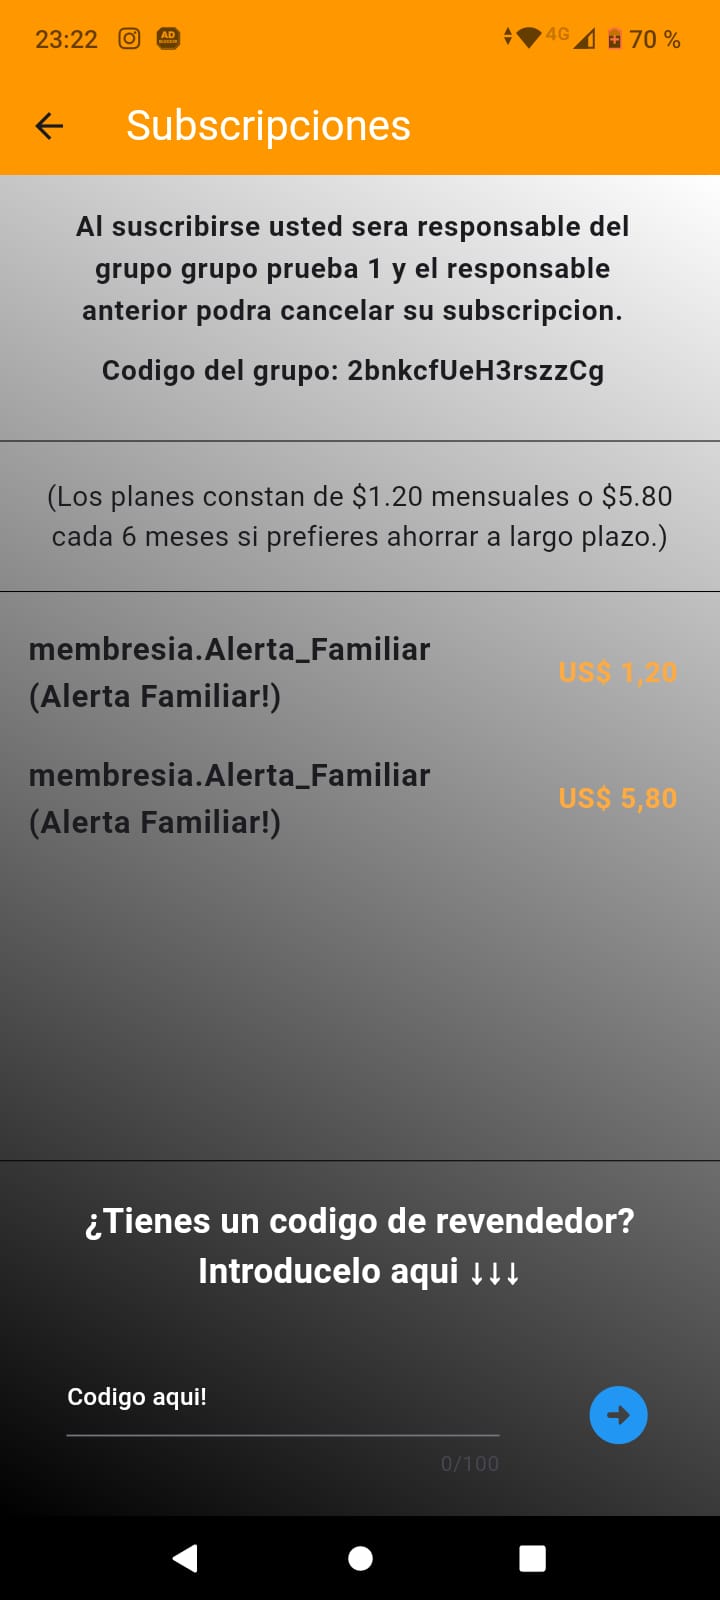 23:22 AD 4G 70 %
Subscripciones
Al suscribirse usted sera responsable del
grupo grupo prueba 1 y el responsable
anterior podra cancelar su subscripcion.
Codigo del grupo: 2bnkcfUeH3rszzCg
(Los planes constan de $1.20 mensuales o $5.80
cada 6 meses si prefieres ahorrar a largo plazo.)
membresia.Alerta_Familiar
(Alerta Familiar!)
US$ 1,20
membresia.Alerta_Familiar
(Alerta Familiar!)
US$ 5,80
¿Tienes un codigo de revendedor?
Introducelo aqui ↓↓↓
Codigo aqui!
0/100